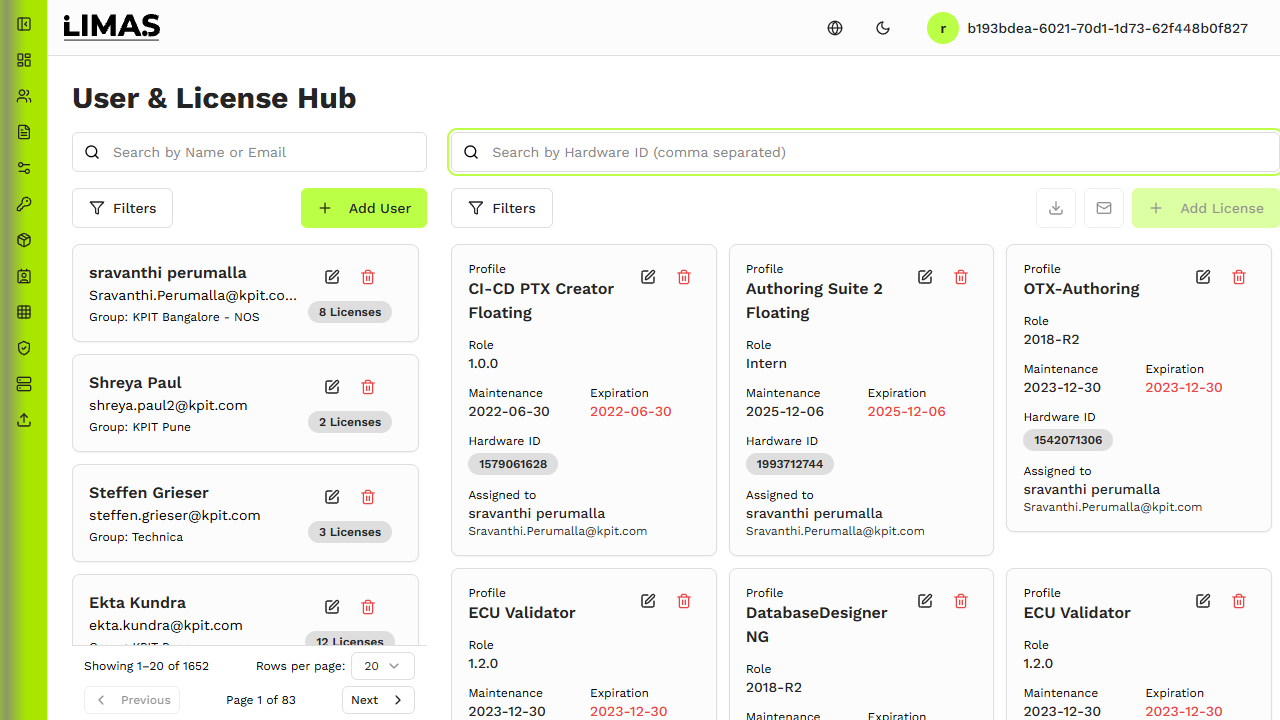 LIMAS
r
b193bdea-6021-70d1-1d73-62f448b0f827
User & License Hub
Search by Name or Email
Search by Hardware ID (comma separated)
Filters
Add User
Filters
Add License
sravanthi perumalla
Sravanthi.Perumalla@kpit.co...
Group: KPIT Bangalore - NOS
8 Licenses
Shreya Paul
shreya.paul2@kpit.com
Group: KPIT Pune
2 Licenses
Steffen Grieser
steffen.grieser@kpit.com
Group: Technica
3 Licenses
Ekta Kundra
ekta.kundra@kpit.com
12 Licenses
Showing 1–20 of 1652
Rows per page:
20
Previous
Page 1 of 83
Next
Profile
CI-CD PTX Creator
Floating
Role
1.0.0
Maintenance
Expiration
2022-06-30
2022-06-30
Hardware ID
1579061628
Assigned to
sravanthi perumalla
Sravanthi.Perumalla@kpit.com
Profile
Authoring Suite 2
Floating
Role
Intern
Maintenance
Expiration
2025-12-06
2025-12-06
Hardware ID
1993712744
Assigned to
sravanthi perumalla
Sravanthi.Perumalla@kpit.com
Profile
OTX-Authoring
Role
2018-R2
Maintenance
Expiration
2023-12-30
2023-12-30
Hardware ID
1542071306
Assigned to
sravanthi perumalla
Sravanthi.Perumalla@kpit.com
Profile
ECU Validator
Role
1.2.0
Maintenance
Expiration
2023-12-30
2023-12-30
Profile
DatabaseDesigner
NG
Role
2018-R2
Maintenance
Expiration
Profile
ECU Validator
Role
1.2.0
Maintenance
Expiration
2023-12-30
2023-12-30